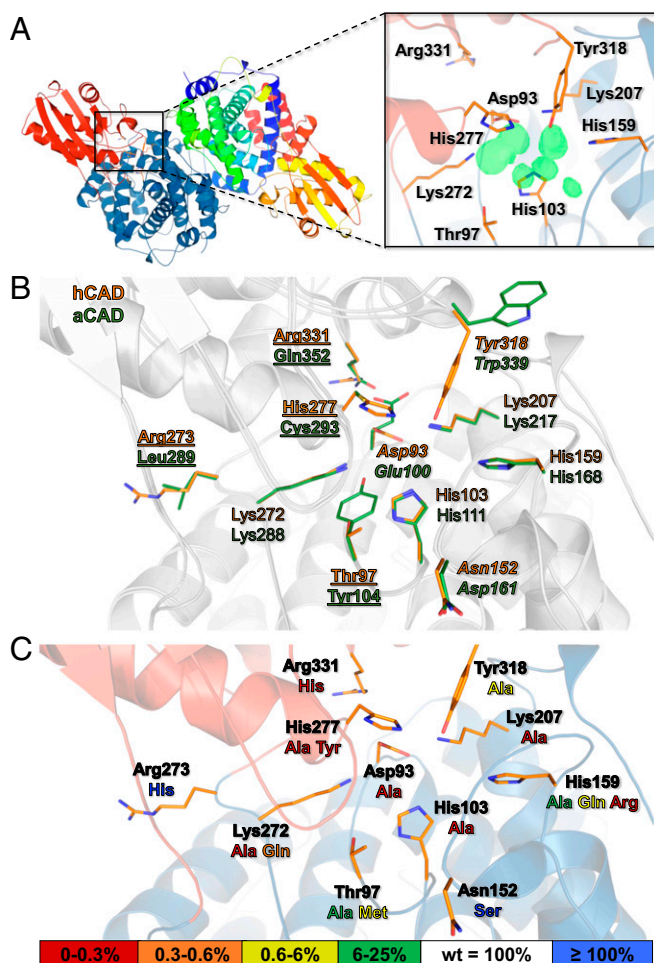 A
Arg331
Tyr318
Asp93
Lys207
His277
His159
Lys272
His103
Thr97
B
hCAD
aCAD
Arg331
Gln352
Tyr318
Trp339
His277
Cys293
Lys207
Lys217
Arg273
Leu289
Asp93
Glu100
His159
His168
Lys272
Lys288
His103
His111
Thr97
Tyr104
Asn152
Asp161
C
Arg331
His
Tyr318
Ala
His277
Ala Tyr
Lys207
Ala
Arg273
His
Asp93
Ala
His159
Ala Gln Arg
Lys272
Ala Gln
His103
Ala
Thr97
Ala Met
Asn152
Ser
0-0.3% 0.3-0.6% 0.6-6% 6-25% wt = 100% ≥ 100%